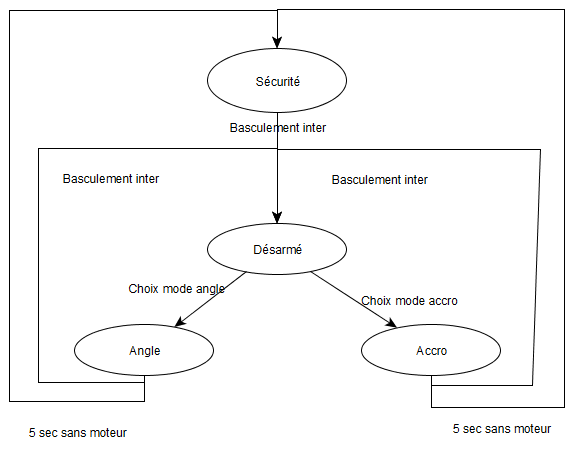 Sécurité
Basculement inter
Basculement inter
Basculement inter
Désarmé
Choix mode angle
Choix mode accro
Angle
Accro
5 sec sans moteur
5 sec sans moteur